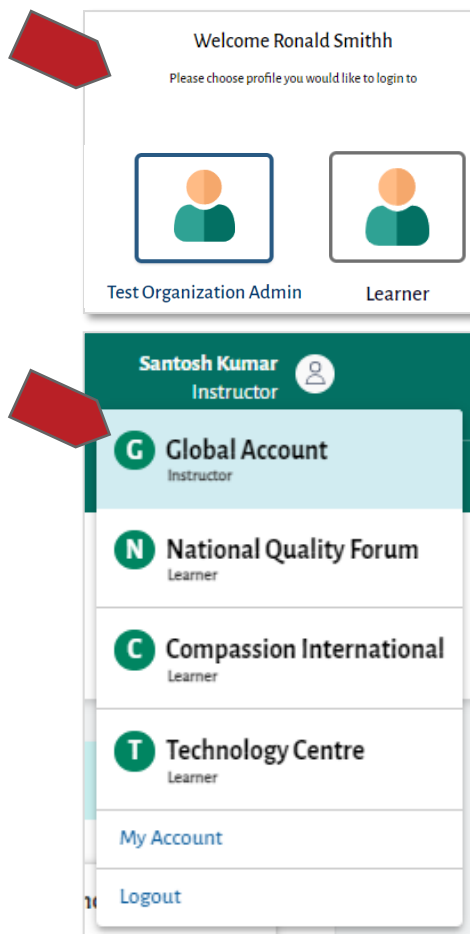 Welcome Ronald Smithh
Please choose profile you would like to login to
Test Organization Admin
Learner
Santosh Kumar
Instructor
G Global Account
Instructor
N National Quality Forum
Learner
C Compassion International
Learner
T Technology Centre
Learner
My Account
Logout